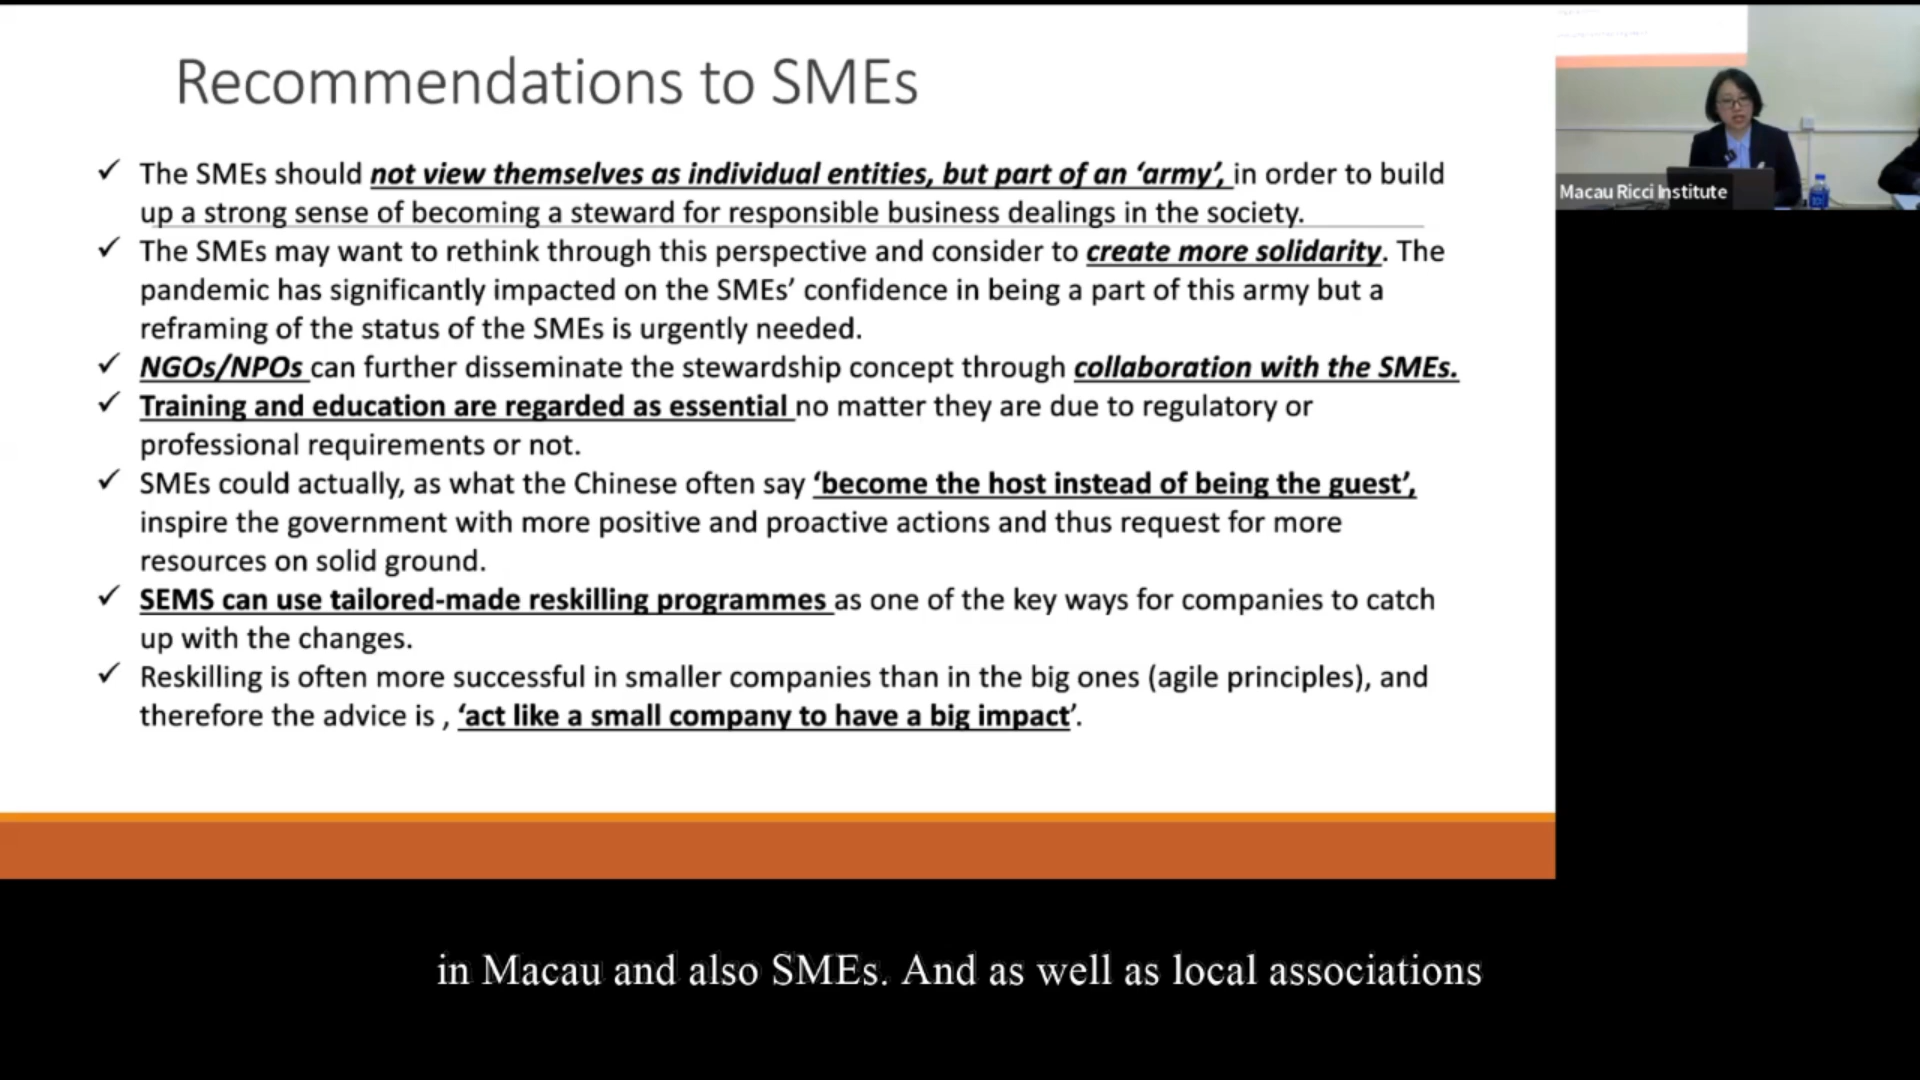 Recommendations to SMEs
✓ The SMEs should not view themselves as individual entities, but part of an ‘army’, in order to build
up a strong sense of becoming a steward for responsible business dealings in the society.
✓ The SMEs may want to rethink through this perspective and consider to create more solidarity. The
pandemic has significantly impacted on the SMEs’ confidence in being a part of this army but a
reframing of the status of the SMEs is urgently needed.
✓ NGOs/NPOs can further disseminate the stewardship concept through collaboration with the SMEs.
✓ Training and education are regarded as essential no matter they are due to regulatory or
professional requirements or not.
✓ SMEs could actually, as what the Chinese often say ‘become the host instead of being the guest’,
inspire the government with more positive and proactive actions and thus request for more
resources on solid ground.
✓ SEMS can use tailored-made reskilling programmes as one of the key ways for companies to catch
up with the changes.
✓ Reskilling is often more successful in smaller companies than in the big ones (agile principles), and
therefore the advice is , ‘act like a small company to have a big impact’.
Macau Ricci Institute
in Macau and also SMEs. And as well as local associations